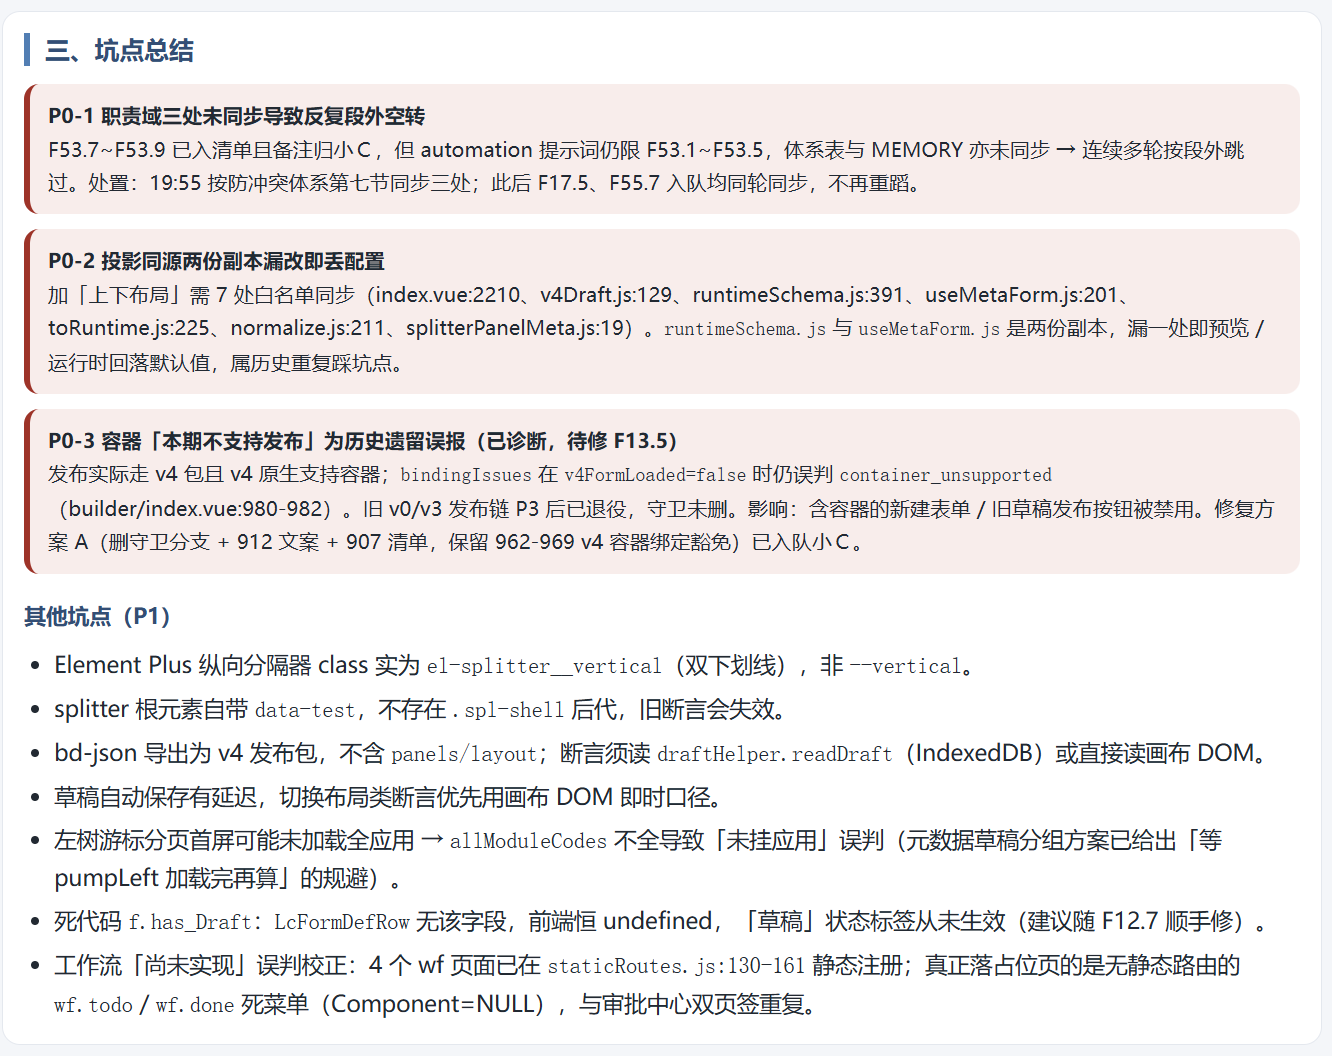 三、坑点总结
P0-1 职责域三处未同步导致反复段外空转
F53.7~F53.9 已入清单且备注归小C，但 automation 提示词仍限 F53.1~F53.5，体系表与 MEMORY 亦未同步 → 连续多轮按段外跳
过。处置：19:55 按防冲突体系第七节同步三处；此后 F17.5、F55.7 入队均同轮同步，不再重蹈。
P0-2 投影同源两份副本漏改即丢配置
加「上下布局」需 7 处白名单同步（index.vue:2210、v4Draft.js:129、runtimeSchema.js:391、useMetaForm.js:201、
toRuntime.js:225、normalize.js:211、splitterPanelMeta.js:19）。runtimeSchema.js 与 useMetaForm.js 是两份副本，漏一处即预览 /
运行时回落默认值，属历史重复踩坑点。
P0-3 容器「本期不支持发布」为历史遗留误报（已诊断，待修 F13.5）
发布实际走 v4 包且 v4 原生支持容器；bindingIssues 在 v4FormLoaded=false 时仍误判 container_unsupported
（builder/index.vue:980-982）。旧 v0/v3 发布链 P3 后已退役，守卫未删。影响：含容器的新建表单 / 旧草稿发布按钮被禁用。修复方
案 A（删守卫分支 + 912 文案 + 907 清单，保留 962-969 v4 容器绑定豁免）已入队小C。
其他坑点（P1）
• Element Plus 纵向分隔器 class 实为 el-splitter__vertical（双下划线），非 --vertical。
• splitter 根元素自带 data-test，不存在 .spl-shell 后代，旧断言会失效。
• bd-json 导出为 v4 发布包，不含 panels/layout；断言须读 draftHelper.readDraft（IndexedDB）或直接读画布 DOM。
• 草稿自动保存有延迟，切换布局类断言优先用画布 DOM 即时口径。
• 左树游标分页首屏可能未加载全应用 → allModuleCodes 不全导致「未挂应用」误判（元数据草稿分组方案已给出「等
pumpLeft 加载完再算」的规避）。
• 死代码 f.has_Draft：LcFormDefRow 无该字段，前端恒 undefined，「草稿」状态标签从未生效（建议随 F12.7 顺手修）。
• 工作流「尚未实现」误判校正：4 个 wf 页面已在 staticRoutes.js:130-161 静态注册；真正落占位页的是无静态路由的
wf.todo / wf.done 死菜单（Component=NULL），与审批中心双页签重复。